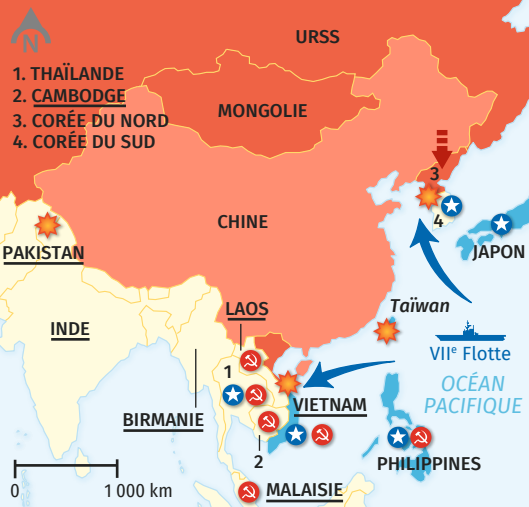 N
URSS
1. THAÏLANDE
2. CAMBODGE
3. CORÉE DU NORD
4. CORÉE DU SUD
MONGOLIE
3
CHINE
4
PAKISTAN
JAPON
LAOS
Taïwan
INDE
VIIe Flotte
1
OCÉAN
PACIFIQUE
BIRMANIE
VIETNAM
2
PHILIPPINES
MALAISIE
0
1 000 km